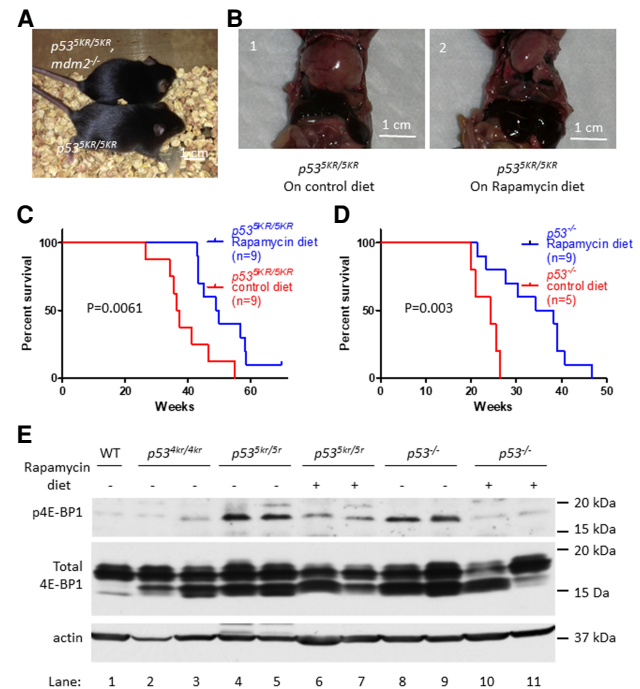 A
p53^5KR/5KR,
mdm2^-/-
p53^5KR/5KR
1 cm
B
1
1 cm
2
1 cm
p53^5KR/5KR
On control diet
p53^5KR/5KR
On Rapamycin diet
C
Percent survival
100
50
0
0 20 40 60
Weeks
P=0.0061
p53^5KR/5KR
Rapamycin diet
(n=9)
p53^5KR/5KR
control diet
(n=9)
D
Percent survival
100
50
0
0 10 20 30 40 50
Weeks
P=0.003
p53^-/-
Rapamycin diet
(n=9)
p53^-/-
control diet
(n=5)
E
WT p53^4kr/4kr p53^5kr/5r p53^5kr/5r p53^-/- p53^-/-
Rapamycin
diet - - - - - + + - - + +
p4E-BP1
20 kDa
15 kDa
Total
4E-BP1
20 kDa
15 Da
actin
37 kDa
Lane: 1 2 3 4 5 6 7 8 9 10 11